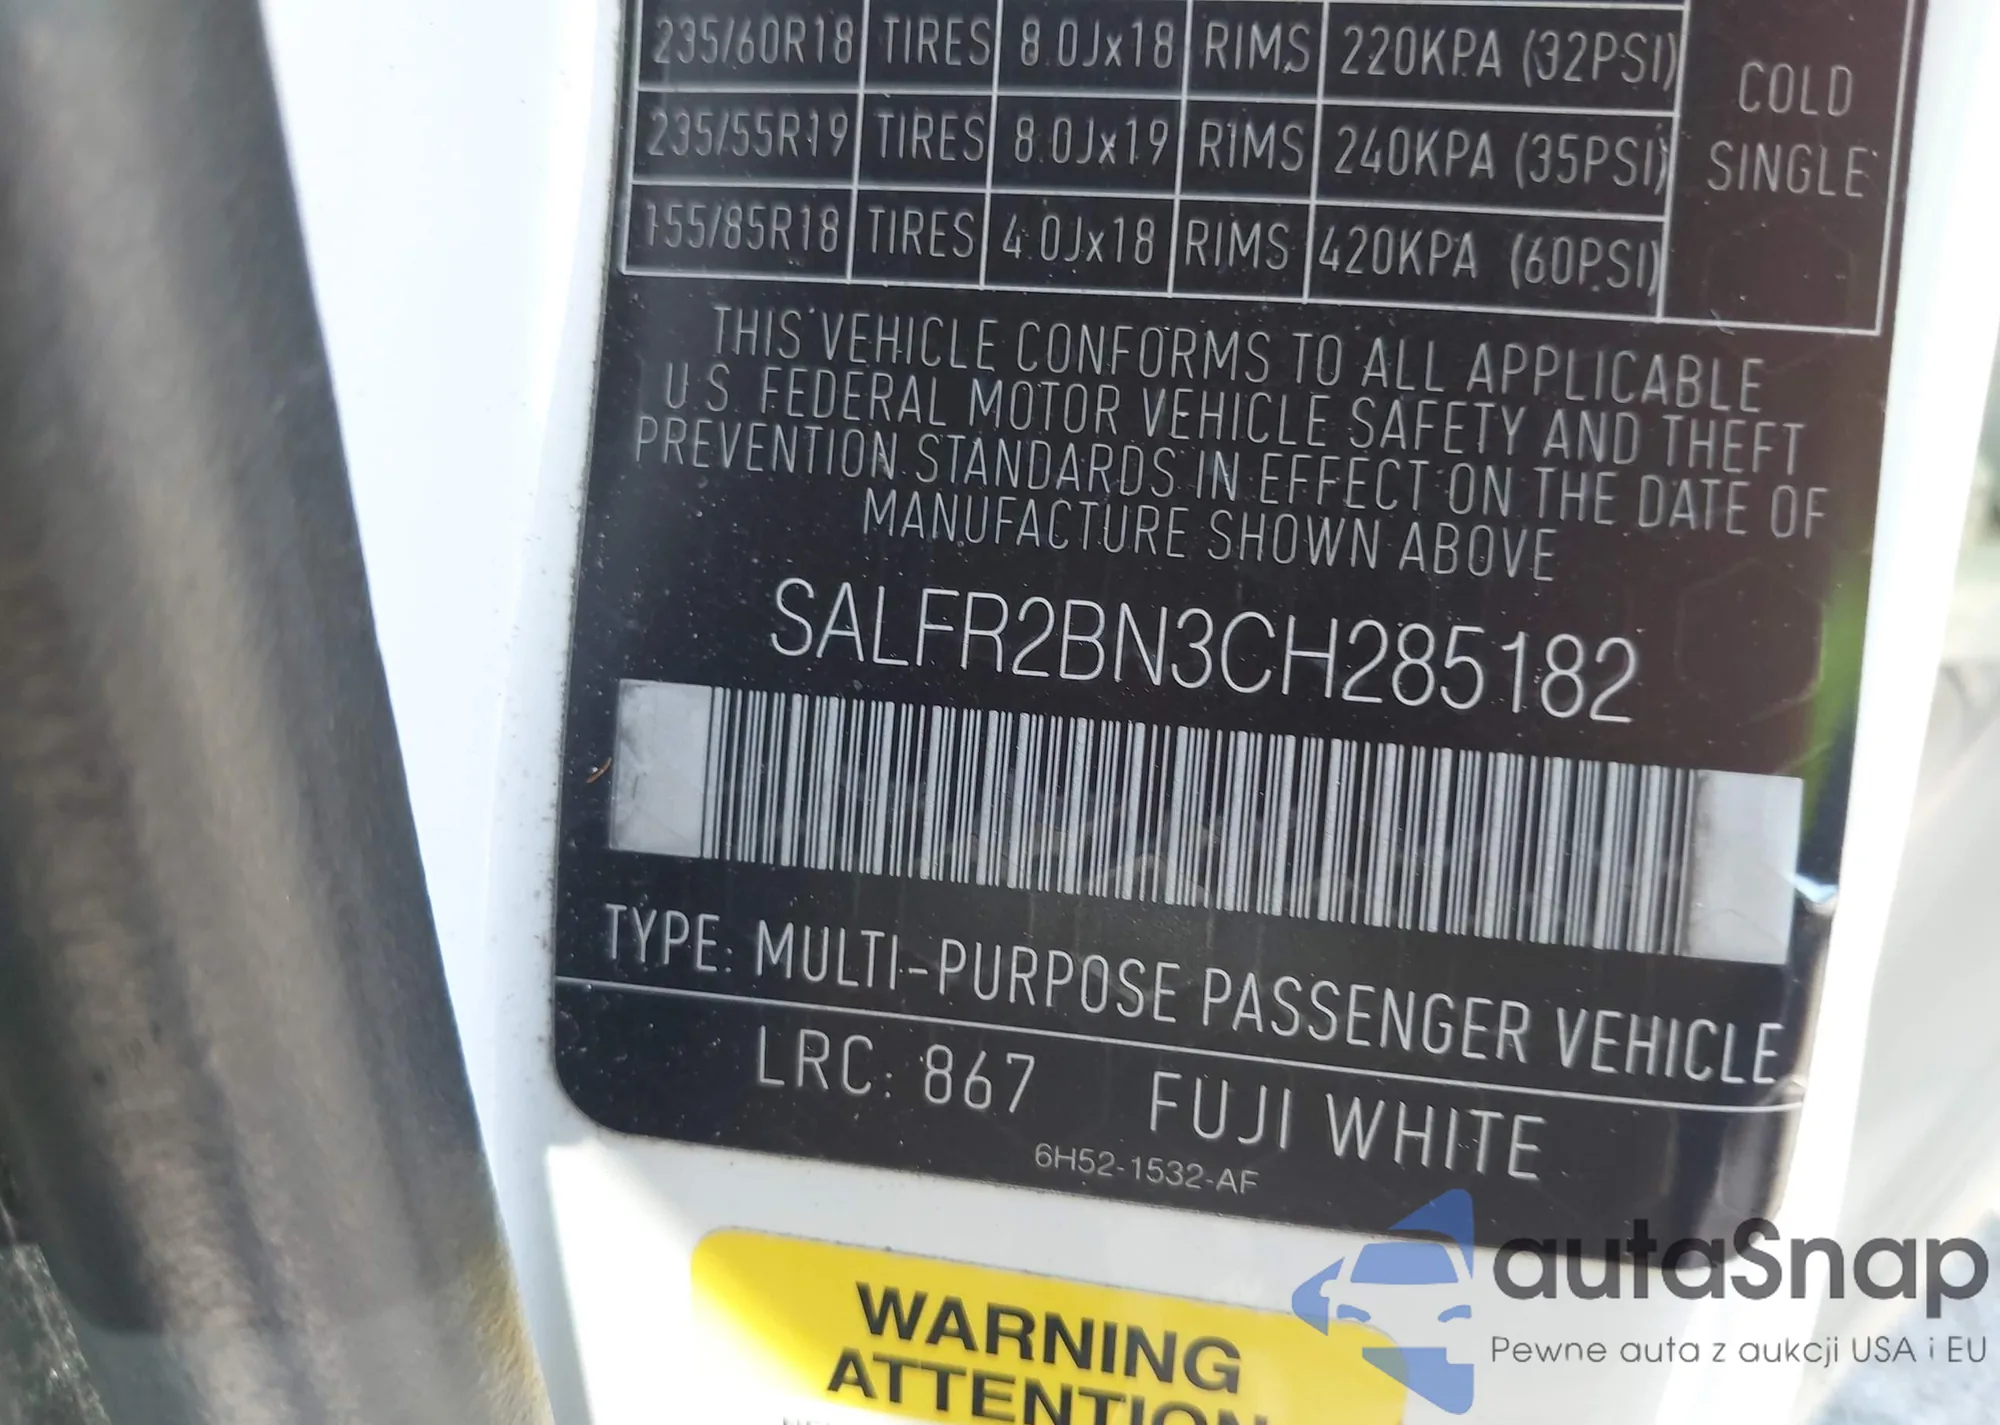 235/60R18 TIRES 8.0Jx18 RIMS 220KPA (32PSI)
235/55R19 TIRES 8.0Jx19 RIMS 240KPA (35PSI)
155/85R18 TIRES 4.0Jx18 RIMS 420KPA (60PSI)
COLD
SINGLE
THIS VEHICLE CONFORMS TO ALL APPLICABLE
U.S. FEDERAL MOTOR VEHICLE SAFETY AND THEFT
PREVENTION STANDARDS IN EFFECT ON THE DATE OF
MANUFACTURE SHOWN ABOVE
SALFR2BN3CH285182
TYPE: MULTI-PURPOSE PASSENGER VEHICLE
LRC: 867 FUJI WHITE
6H52-1532-AF
WARNING
ATTENTION
autaSnap
Pewne auta z aukcji USA i EU